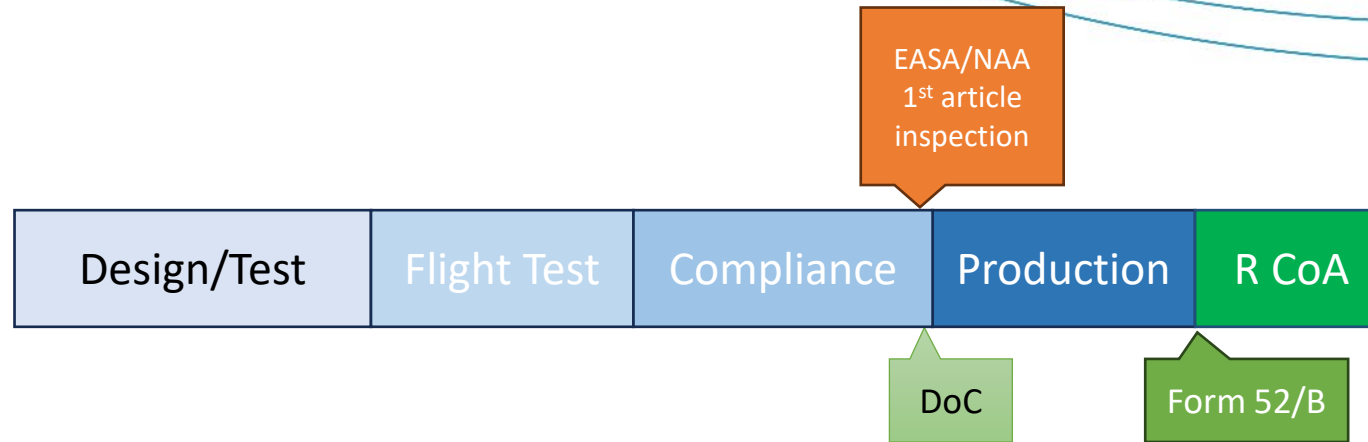 EASA/NAA
1st article
inspection
Design/Test
Flight Test
Compliance
Production
R CoA
DoC
Form 52/B